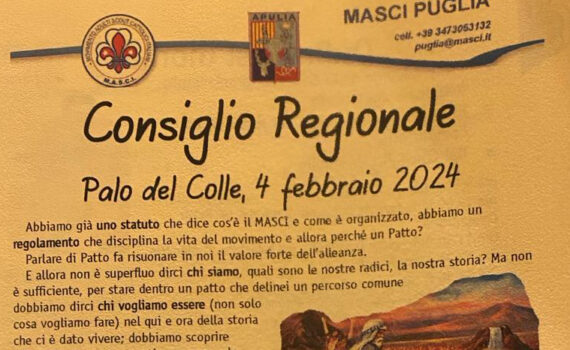 MOVIMENTO ADULTI SCOUT CATTOLICI ITALIANI
M.A.S.C.I.
APULIA
MASCI PUGLIA
cell. +39 3473053132
puglia@masci.it
Consiglio Regionale
Palo del Colle, 4 febbraio 2024
Abbiamo già uno statuto che dice cos'è il MASCI e come è organizzato, abbiamo un
regolamento che disciplina la vita del movimento e allora perché un Patto?
Parlare di Patto fa risuonare in noi il valore forte dell'alleanza.
E allora non è superfluo dirci chi siamo, quali sono le nostre radici, la nostra storia? Ma non
è sufficiente, per stare dentro un patto che delinei un percorso comune
dobbiamo dirci chi vogliamo essere (non solo
cosa vogliamo fare) nel qui e ora della storia
che ci è dato vivere; dobbiamo scoprire